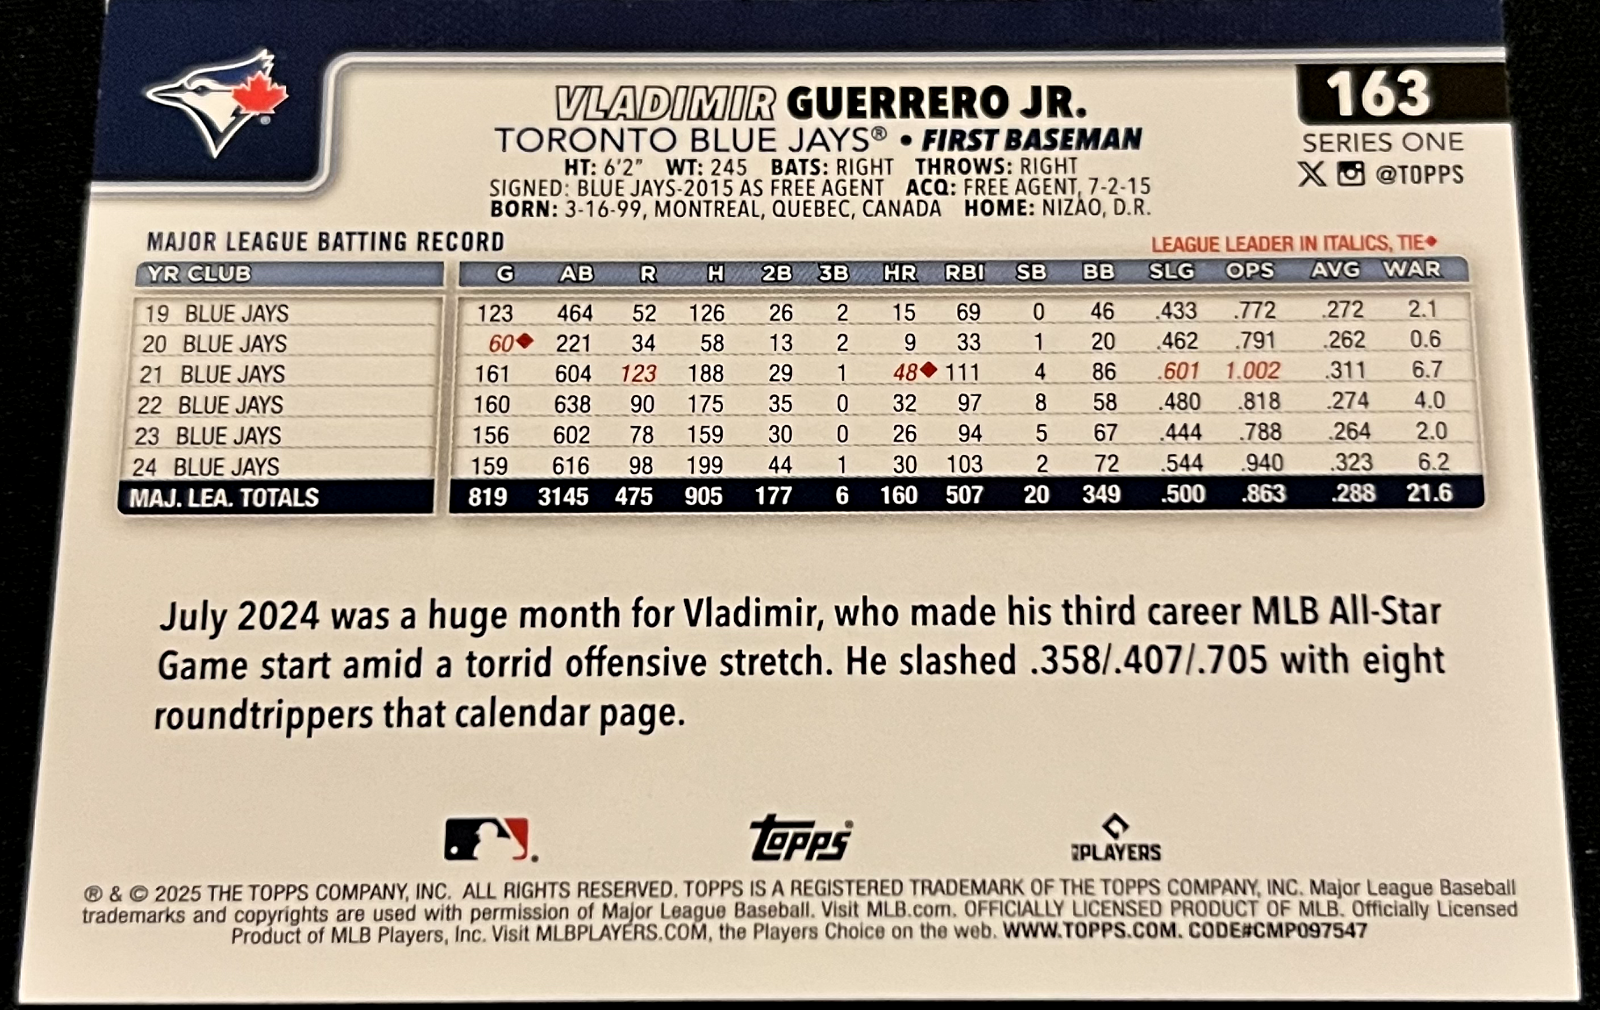 163
VLADIMIR GUERRERO JR.
TORONTO BLUE JAYS® • FIRST BASEMAN
SERIES ONE
HT: 6'2" WT: 245 BATS: RIGHT THROWS: RIGHT
@TOPPS
SIGNED: BLUE JAYS-2015 AS FREE AGENT ACQ: FREE AGENT, 7-2-15
BORN: 3-16-99, MONTREAL, QUEBEC, CANADA HOME: NIZAO, D.R.
MAJOR LEAGUE BATTING RECORD LEAGUE LEADER IN ITALICS, TIE♦
YR CLUB G AB R H 2B 3B HR RBI SB BB SLG OPS AVG WAR
19 BLUE JAYS 123 464 52 126 26 2 15 69 0 46 .433 .772 .272 2.1
20 BLUE JAYS 60♦ 221 34 58 13 2 9 33 1 20 .462 .791 .262 0.6
21 BLUE JAYS 161 604 123 188 29 1 48♦ 111 4 86 .601 1.002 .311 6.7
22 BLUE JAYS 160 638 90 175 35 0 32 97 8 58 .480 .818 .274 4.0
23 BLUE JAYS 156 602 78 159 30 0 26 94 5 67 .444 .788 .264 2.0
24 BLUE JAYS 159 616 98 199 44 1 30 103 2 72 .544 .940 .323 6.2
MAJ. LEA. TOTALS 819 3145 475 905 177 6 160 507 20 349 .500 .863 .288 21.6
July 2024 was a huge month for Vladimir, who made his third career MLB All-Star
Game start amid a torrid offensive stretch. He slashed .358/.407/.705 with eight
roundtrippers that calendar page.
Topps®
PLAYERS
® & © 2025 THE TOPPS COMPANY, INC. ALL RIGHTS RESERVED. TOPPS IS A REGISTERED TRADEMARK OF THE TOPPS COMPANY, INC. Major League Baseball
trademarks and copyrights are used with permission of Major League Baseball. Visit MLB.com. OFFICIALLY LICENSED PRODUCT OF MLB. Officially Licensed
Product of MLB Players, Inc. Visit MLBPLAYERS.COM, the Players Choice on the web. WWW.TOPPS.COM. CODE#CMP097547